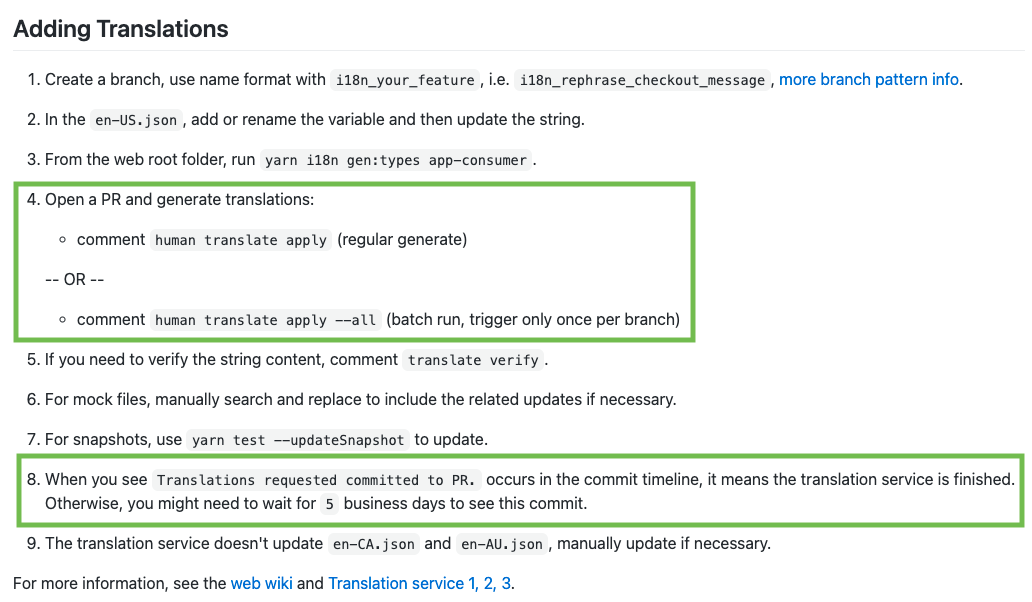 Adding Translations
1. Create a branch, use name format with i18n_your_feature, i.e. i18n_rephrase_checkout_message, more branch pattern info.
2. In the en-US.json, add or rename the variable and then update the string.
3. From the web root folder, run yarn i18n gen:types app-consumer.
4. Open a PR and generate translations:
◦ comment human translate apply (regular generate)
-- OR --
◦ comment human translate apply --all (batch run, trigger only once per branch)
5. If you need to verify the string content, comment translate verify.
6. For mock files, manually search and replace to include the related updates if necessary.
7. For snapshots, use yarn test --updateSnapshot to update.
8. When you see Translations requested committed to PR. occurs in the commit timeline, it means the translation service is finished.
Otherwise, you might need to wait for 5 business days to see this commit.
9. The translation service doesn't update en-CA.json and en-AU.json, manually update if necessary.
For more information, see the web wiki and Translation service 1, 2, 3.